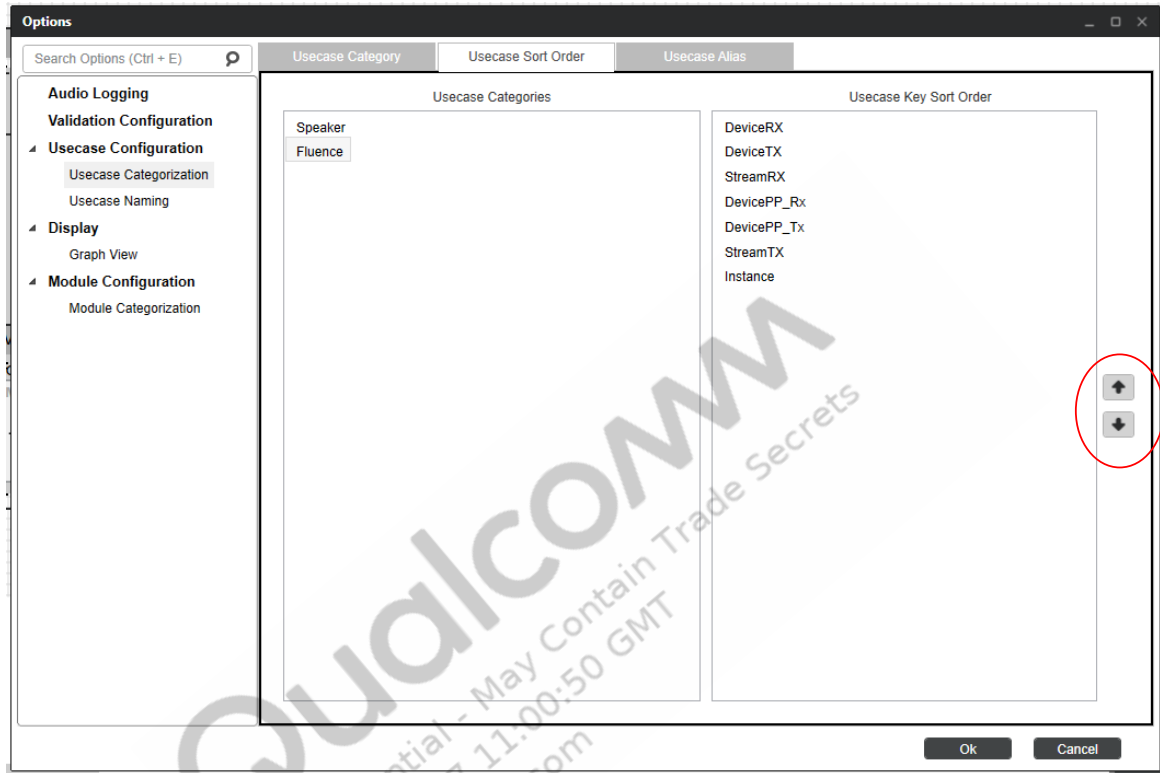 Options
Search Options (Ctrl + E)
Usecase Category
Usecase Sort Order
Usecase Alias
Audio Logging
Validation Configuration
Usecase Configuration
Usecase Categorization
Usecase Naming
Display
Graph View
Module Configuration
Module Categorization
Usecase Categories
Speaker
Fluence
Usecase Key Sort Order
DeviceRX
DeviceTX
StreamRX
DevicePP_Rx
DevicePP_Tx
StreamTX
Instance
Qualcomm
May Contain Trade Secrets
11:00:50 GMT
Ok
Cancel